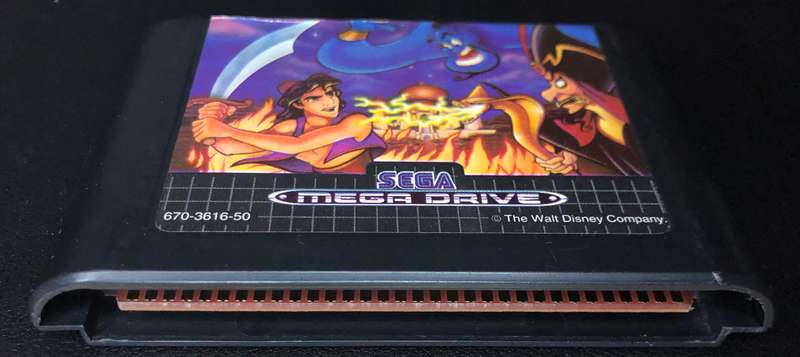 SEGA
MEGA DRIVE
670-3616-50
© The Walt Disney Company.